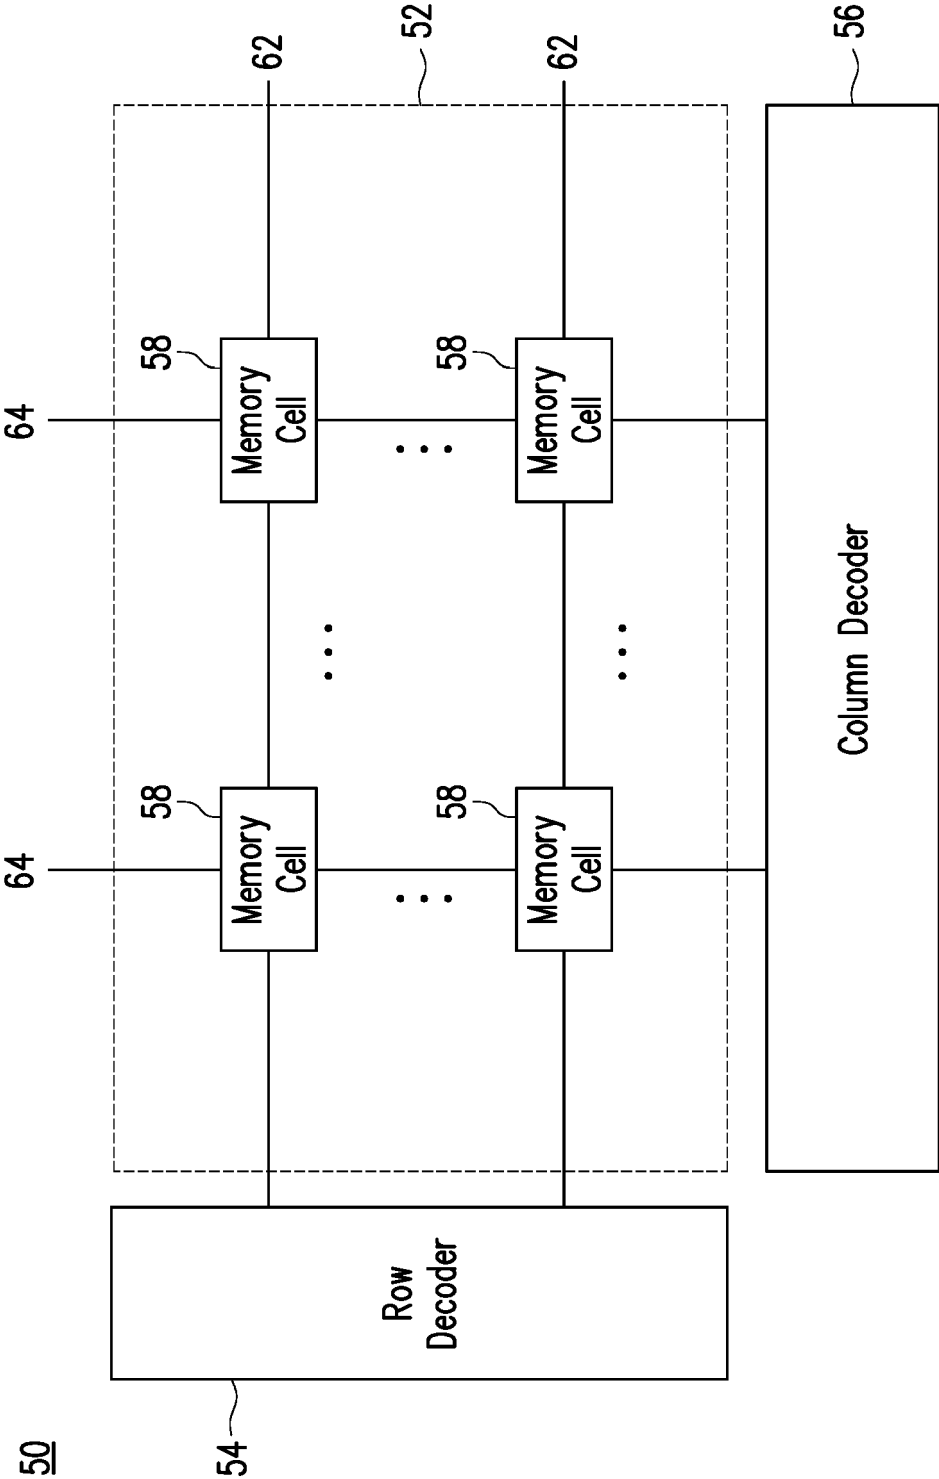 50
64
64
58
58
54
Memory
Cell
Memory
Cell
62
52
Row
Decoder
58
58
Memory
Cell
Memory
Cell
62
Column Decoder
56